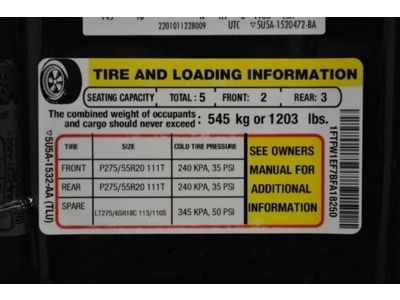 2201011228009 UTC ▽5U5A-1520472-BA
TIRE AND LOADING INFORMATION
SEATING CAPACITY TOTAL : 5 FRONT: 2 REAR: 3
The combined weight of occupants
and cargo should never exceed : 545 kg or 1203 lbs.
TIRE SIZE COLD TIRE PRESSURE
FRONT P275/55R20 111T 240 KPA, 35 PSI
REAR P275/55R20 111T 240 KPA, 35 PSI
SPARE LT275/65R18C 113/110S 345 KPA, 50 PSI
SEE OWNERS
MANUAL FOR
ADDITIONAL
INFORMATION
▽5U5A-1532-AA (TLU)
1FTPW1EF7BFA18250